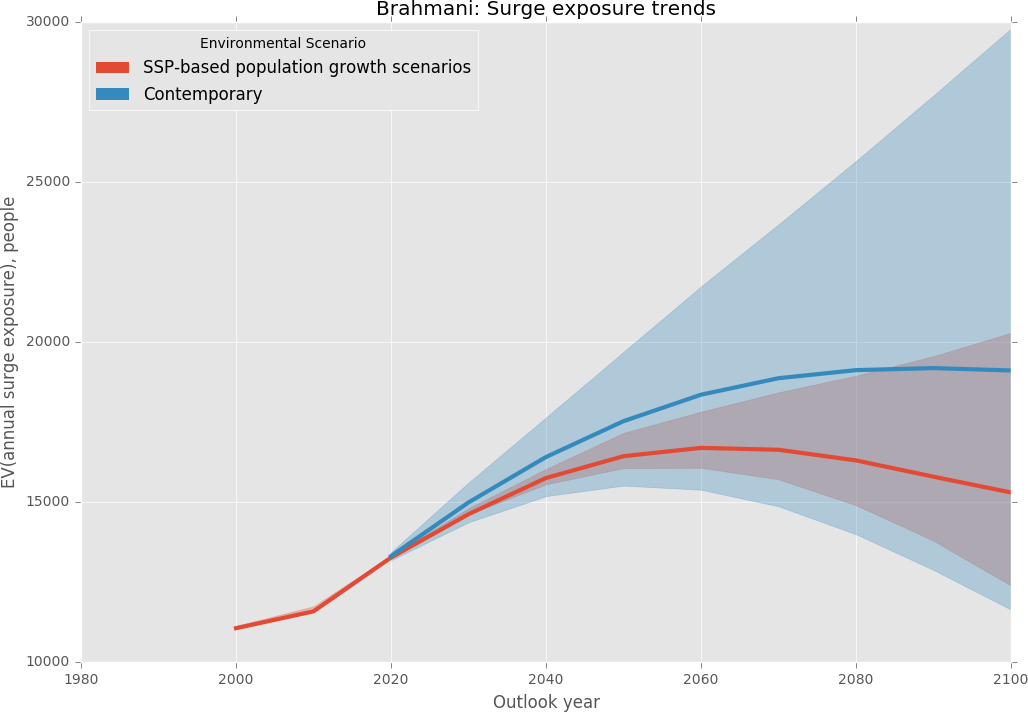 Brahmani: Surge exposure trends
30000
Environmental Scenario
SSP-based population growth scenarios
Contemporary
25000
20000
15000
10000
EV(annual surge exposure), people
1980 2000 2020 2040 2060 2080 2100
Outlook year